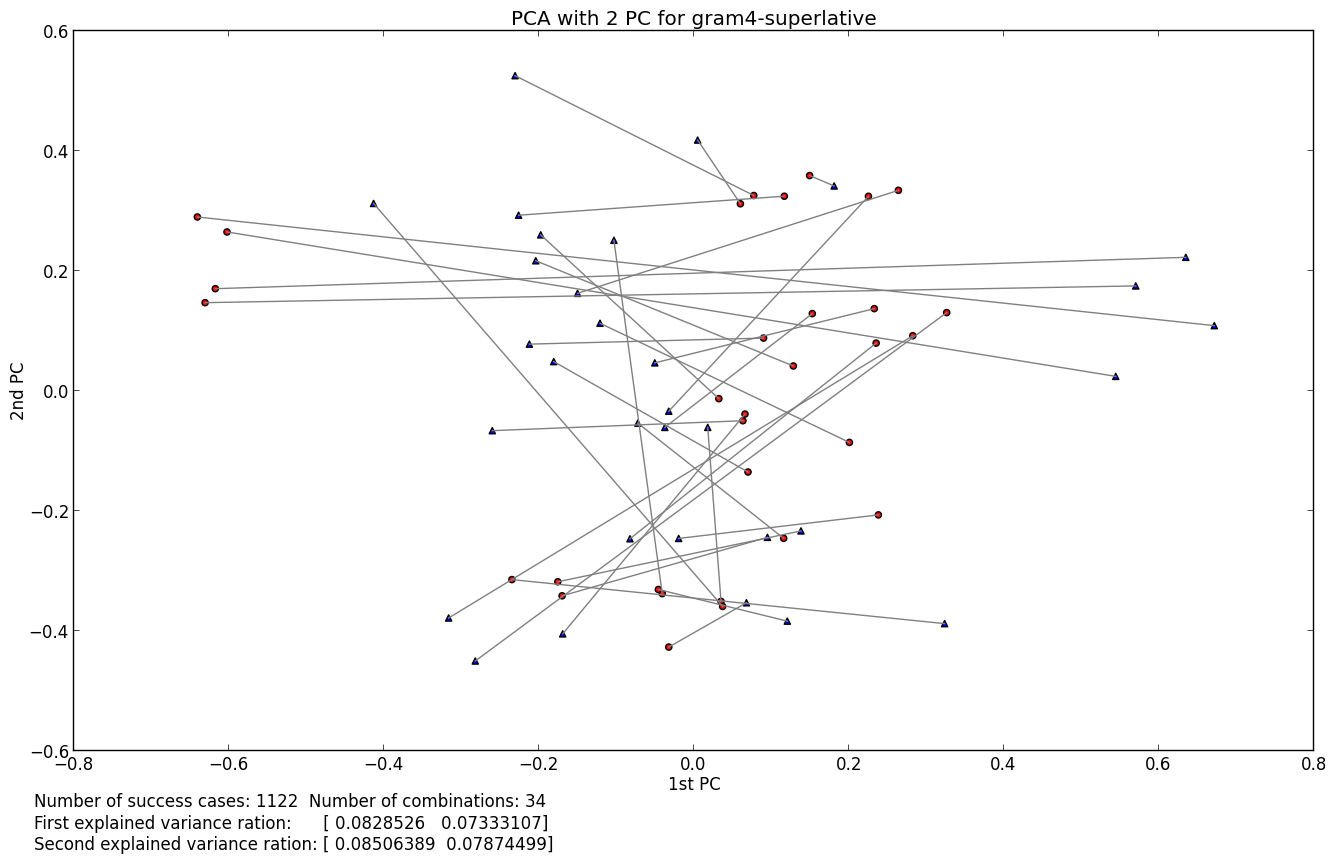 PCA with 2 PC for gram4-superlative
0.6
0.4
0.2
0.0
−0.2
−0.4
−0.6
2nd PC
−0.8 −0.6 −0.4 −0.2 0.0 0.2 0.4 0.6 0.8
1st PC
Number of success cases: 1122 Number of combinations: 34
First explained variance ration: [ 0.0828526 0.07333107]
Second explained variance ration: [ 0.08506389 0.07874499]